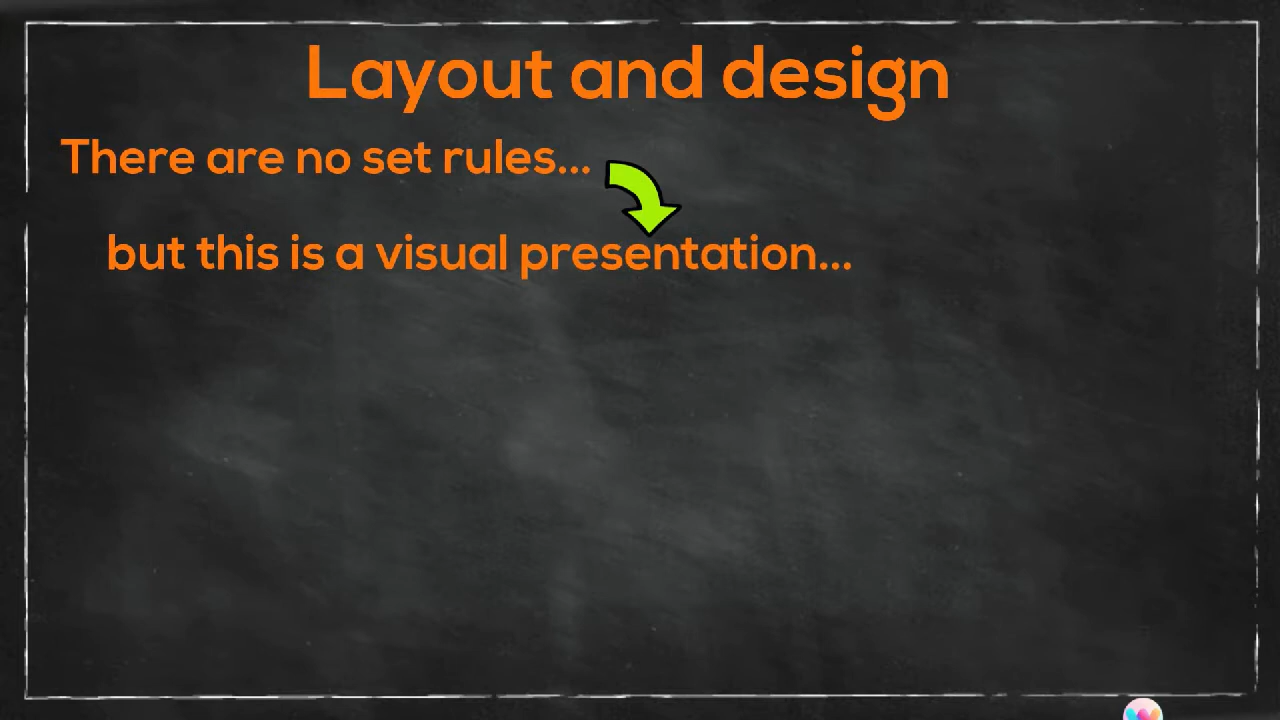 Layout and design
There are no set rules...
but this is a visual presentation...